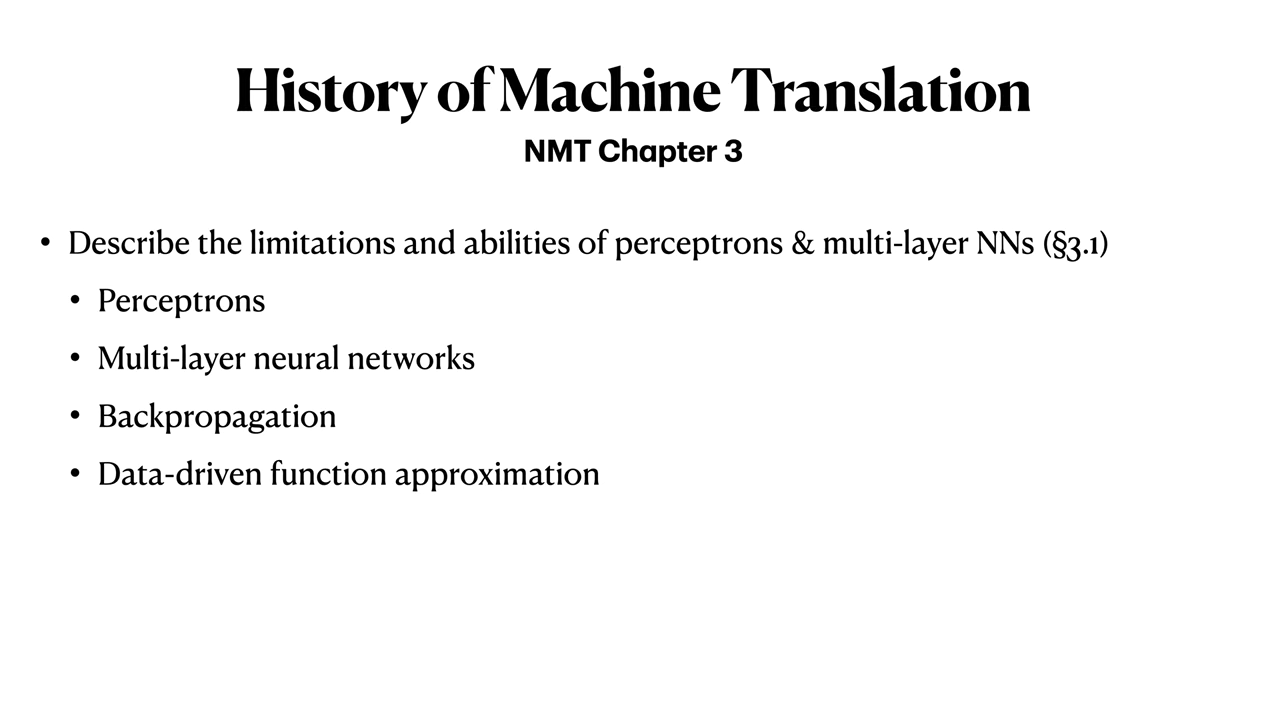 History of Machine Translation
NMT Chapter 3
• Describe the limitations and abilities of perceptrons & multi-layer NNs (§3.1)
• Perceptrons
• Multi-layer neural networks
• Backpropagation
• Data-driven function approximation